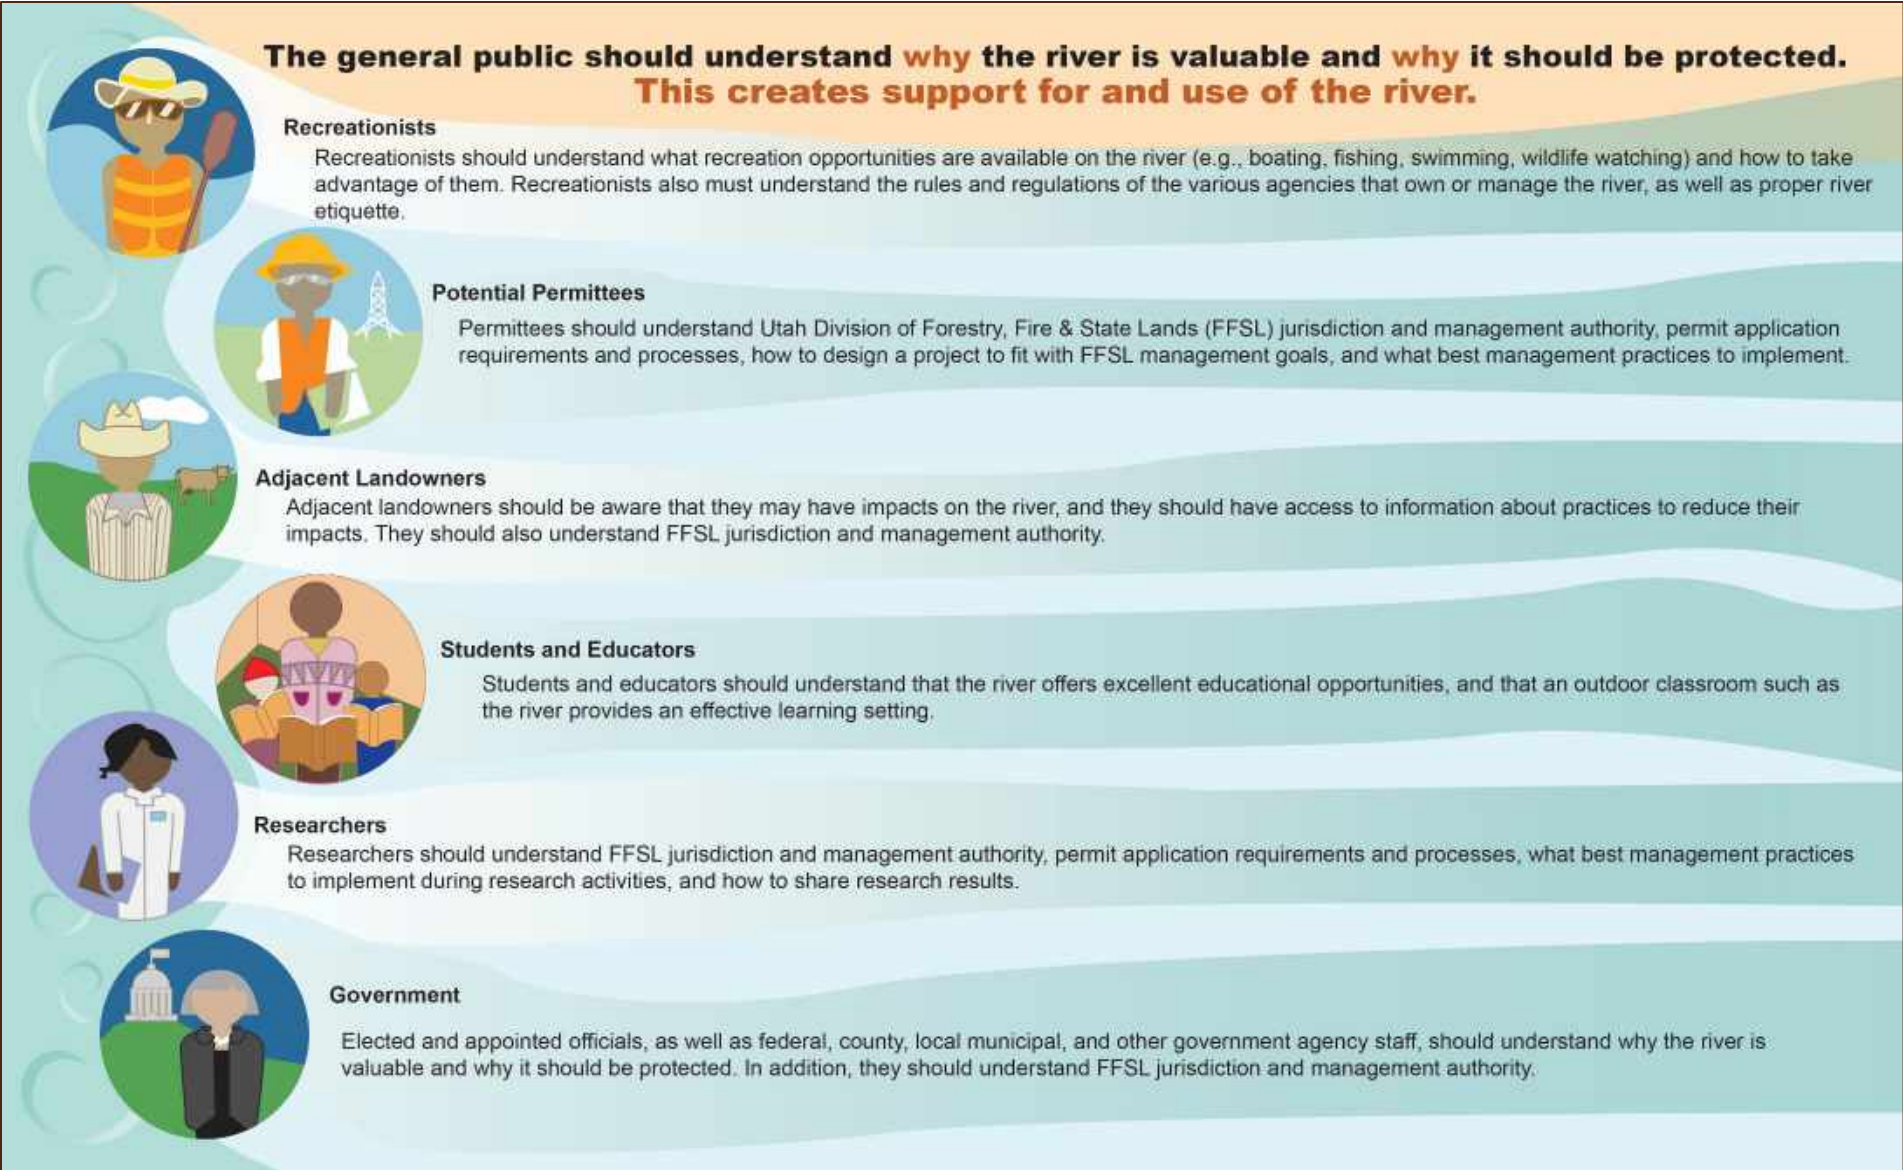 The general public should understand why the river is valuable and why it should be protected.
This creates support for and use of the river.
Recreationists
Recreationists should understand what recreation opportunities are available on the river (e.g., boating, fishing, swimming, wildlife watching) and how to take
advantage of them. Recreationists also must understand the rules and regulations of the various agencies that own or manage the river, as well as proper river
etiquette.
Potential Permittees
Permittees should understand Utah Division of Forestry, Fire & State Lands (FFSL) jurisdiction and management authority, permit application
requirements and processes, how to design a project to fit with FFSL management goals, and what best management practices to implement.
Adjacent Landowners
Adjacent landowners should be aware that they may have impacts on the river, and they should have access to information about practices to reduce their
impacts. They should also understand FFSL jurisdiction and management authority.
Students and Educators
Students and educators should understand that the river offers excellent educational opportunities, and that an outdoor classroom such as
the river provides an effective learning setting.
Researchers
Researchers should understand FFSL jurisdiction and management authority, permit application requirements and processes, what best management practices
to implement during research activities, and how to share research results.
Government
Elected and appointed officials, as well as federal, county, local municipal, and other government agency staff, should understand why the river is
valuable and why it should be protected. In addition, they should understand FFSL jurisdiction and management authority.